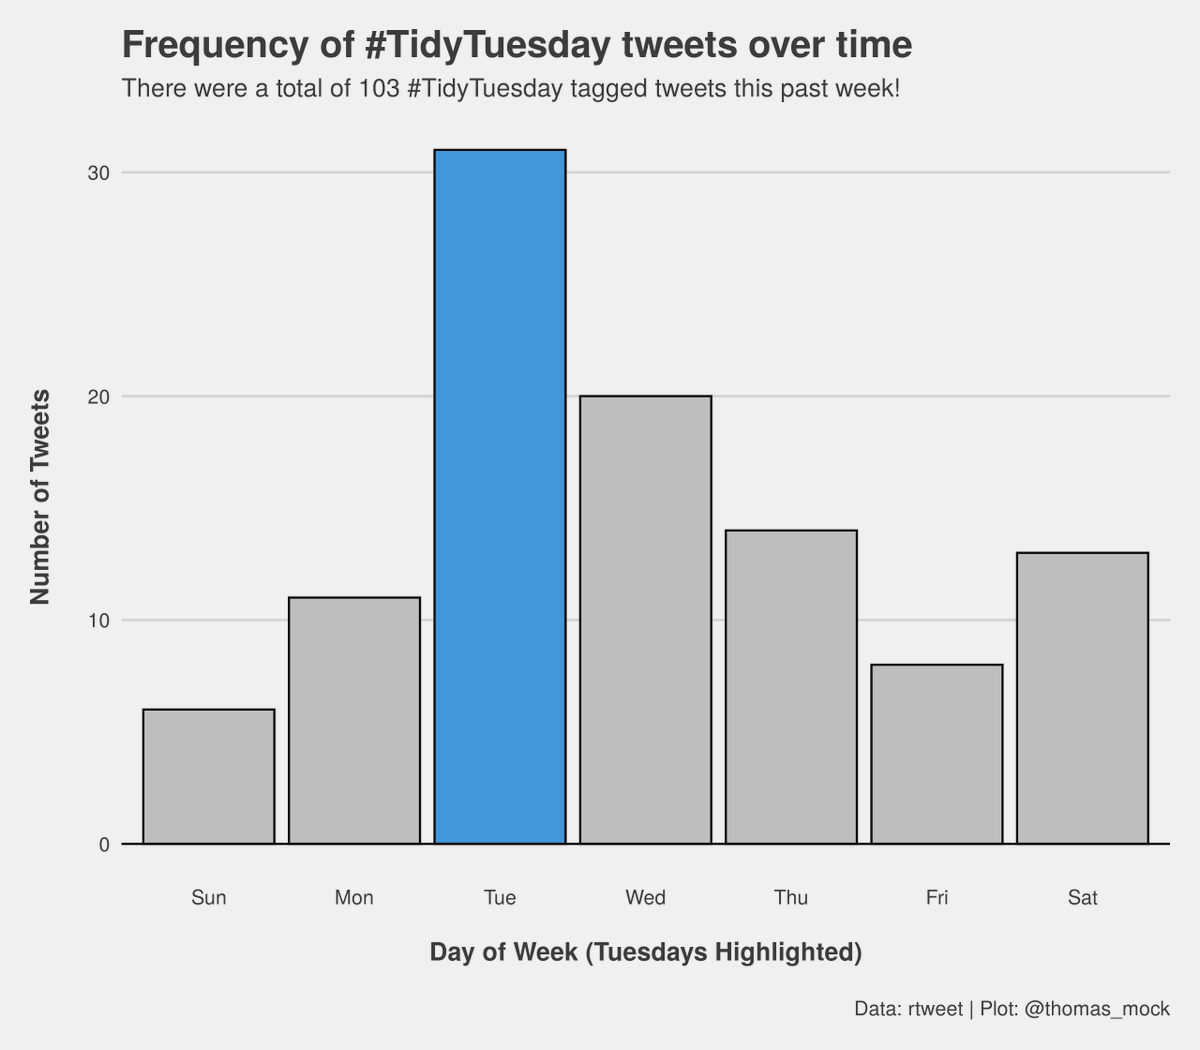 Frequency of #TidyTuesday tweets over time
There were a total of 103 #TidyTuesday tagged tweets this past week!
30
20
10
0
Number of Tweets
Sun Mon Tue Wed Thu Fri Sat
Day of Week (Tuesdays Highlighted)
Data: rtweet | Plot: @thomas_mock